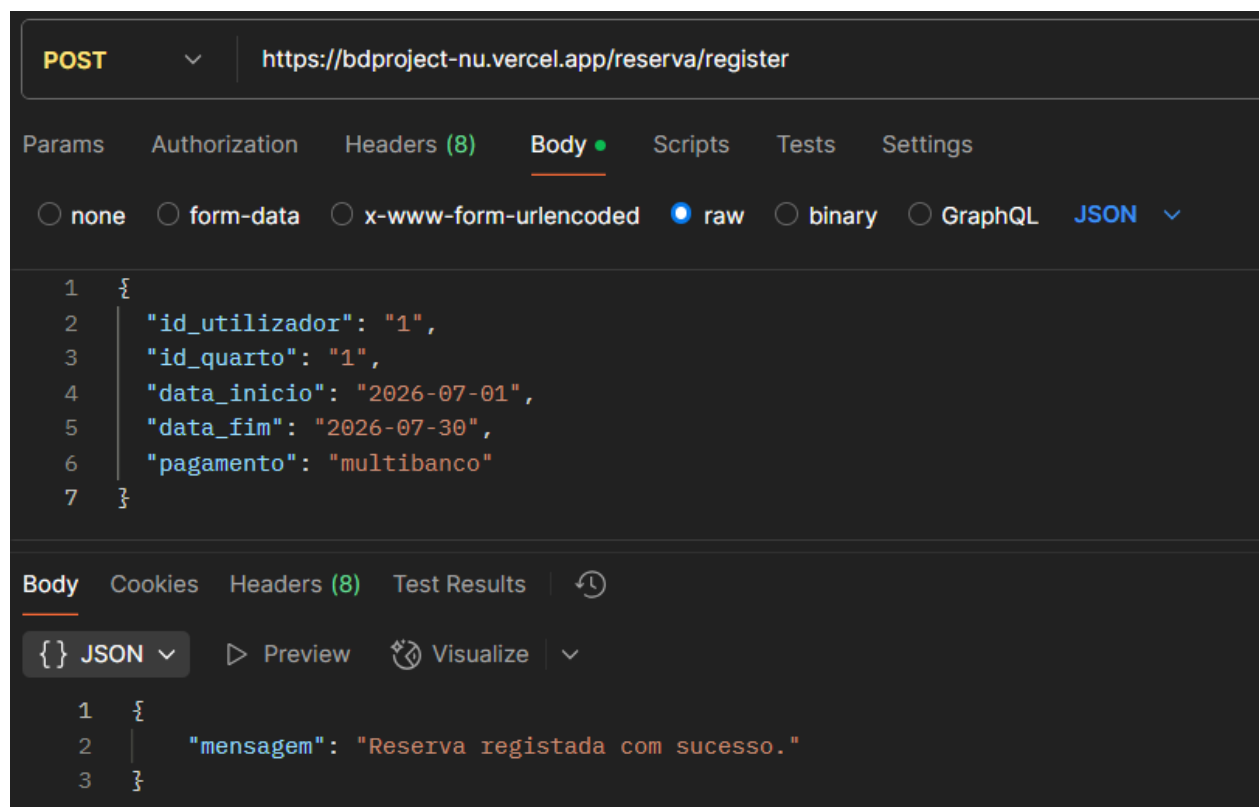 POST https://bdproject-nu.vercel.app/reserva/register
Params Authorization Headers (8) Body Scripts Tests Settings
none form-data x-www-form-urlencoded raw binary GraphQL JSON
1 {
2 "id_utilizador": "1",
3 "id_quarto": "1",
4 "data_inicio": "2026-07-01",
5 "data_fim": "2026-07-30",
6 "pagamento": "multibanco"
7 }
Body Cookies Headers (8) Test Results
{} JSON Preview Visualize
1 {
2 "mensagem": "Reserva registada com sucesso."
3 }